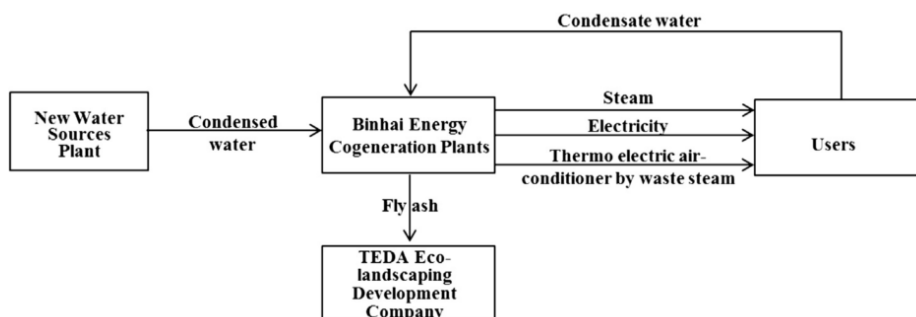 Condensate water
New Water
Sources
Plant
Condensed
water
Binhai Energy
Cogeneration Plants
Steam
Electricity
Thermo electric air-
conditioner by waste steam
Users
Fly ash
TEDA Eco-
landscaping
Development
Company